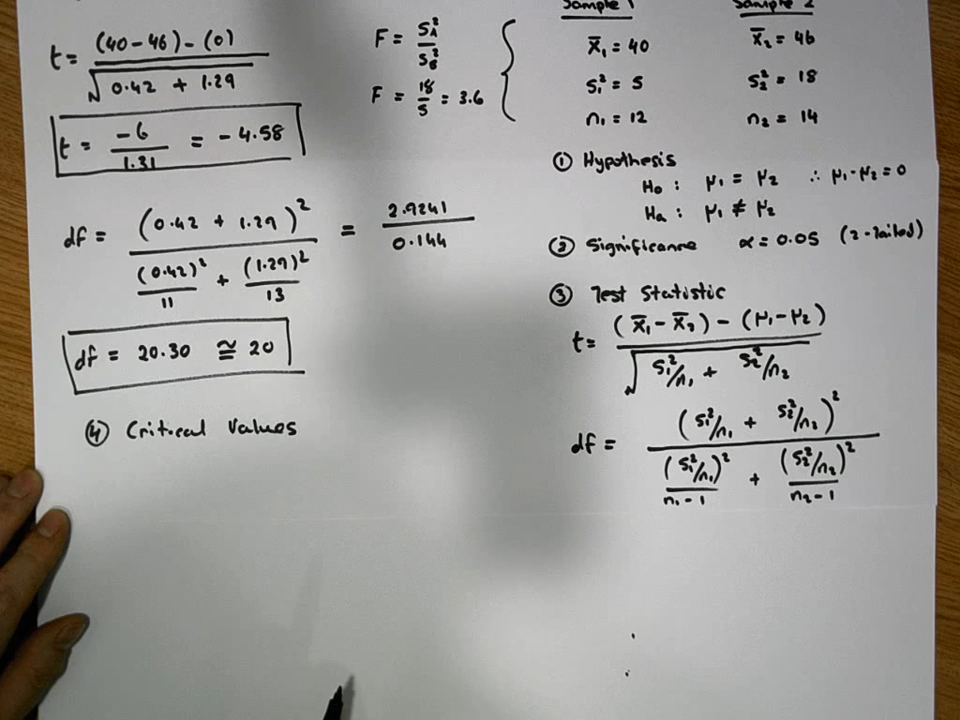 t = (40-46)-(0) / √(0.42 + 1.29)
t = -6 / 1.31 = -4.58
df = (0.42 + 1.29)² / ((0.42)²/11 + (1.29)²/13) = 2.9241 / 0.144
df = 20.30 ≅ 20
④ Critical Values
F = S²A / S²B
F = 18/5 = 3.6
Sample 1 Sample 2
x̄₁ = 40 x̄₂ = 46
S₁² = 5 S₂² = 18
n₁ = 12 n₂ = 14
① Hypothesis
H₀ : μ₁ = μ₂ ∴ μ₁-μ₂ = 0
Ha : μ₁ ≠ μ₂
② Significance α = 0.05 (2-tailed)
③ Test Statistic
t = (x̄₁ - x̄₂) - (μ₁-μ₂) / √(S₁²/n₁ + S₂²/n₂)
df = (S₁²/n₁ + S₂²/n₂)² / ((S₁²/n₁)²/n₁-1 + (S₂²/n₂)²/n₂-1)